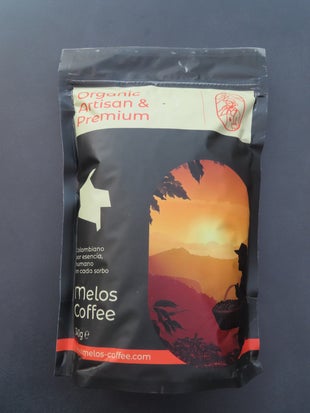 Organic
Artisan &
Premium
Colombiano
por esencia,
humano
en cada sorbo
Melos
Coffee
melos-coffee.com